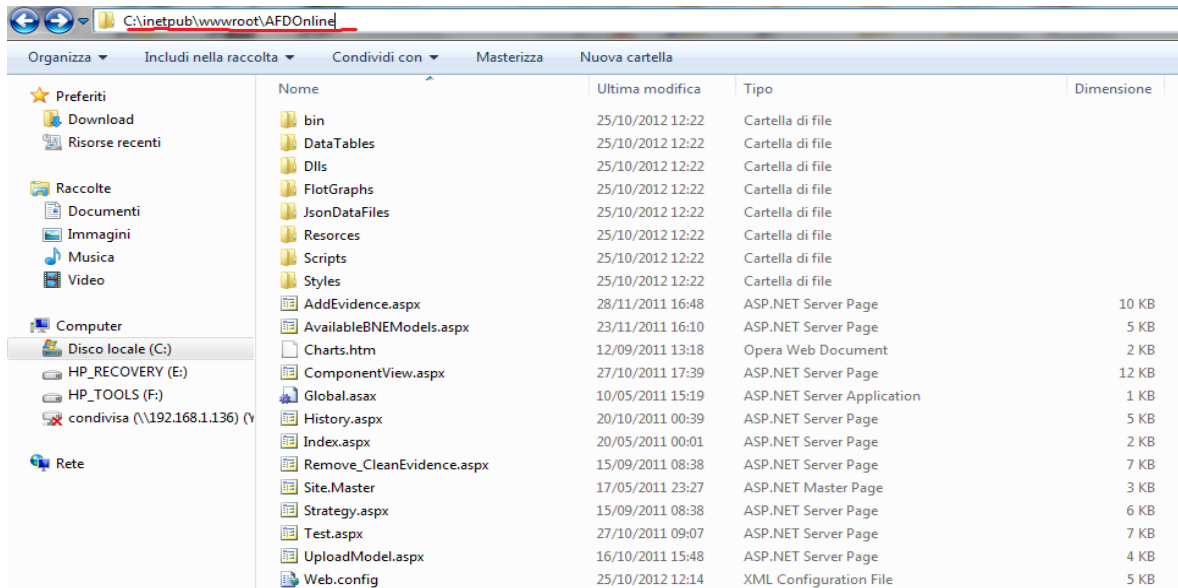 C:\inetpub\wwwroot\AFDOnline
Organizza Includi nella raccolta Condividi con Masterizza Nuova cartella
Preferiti
Download
Risorse recenti
Raccolte
Documenti
Immagini
Musica
Video
Computer
Disco locale (C:)
HP_RECOVERY (E:)
HP_TOOLS (F:)
condivisa (\\192.168.1.136) (Y
Rete
Nome Ultima modifica Tipo Dimensione
bin 25/10/2012 12:22 Cartella di file
DataTables 25/10/2012 12:22 Cartella di file
Dlls 25/10/2012 12:22 Cartella di file
FlotGraphs 25/10/2012 12:22 Cartella di file
JsonDataFiles 25/10/2012 12:22 Cartella di file
Resorces 25/10/2012 12:22 Cartella di file
Scripts 25/10/2012 12:22 Cartella di file
Styles 25/10/2012 12:22 Cartella di file
AddEvidence.aspx 28/11/2011 16:48 ASP.NET Server Page 10 KB
AvailableBNEModels.aspx 23/11/2011 16:10 ASP.NET Server Page 5 KB
Charts.htm 12/09/2011 13:18 Opera Web Document 2 KB
ComponentView.aspx 27/10/2011 17:39 ASP.NET Server Page 12 KB
Global.asax 10/05/2011 15:19 ASP.NET Server Application 1 KB
History.aspx 20/10/2011 00:39 ASP.NET Server Page 5 KB
Index.aspx 20/05/2011 00:01 ASP.NET Server Page 2 KB
Remove_CleanEvidence.aspx 15/09/2011 08:38 ASP.NET Server Page 7 KB
Site.Master 17/05/2011 23:27 ASP.NET Master Page 3 KB
Strategy.aspx 15/09/2011 08:38 ASP.NET Server Page 6 KB
Test.aspx 27/10/2011 09:07 ASP.NET Server Page 7 KB
UploadModel.aspx 16/10/2011 15:48 ASP.NET Server Page 4 KB
Web.config 25/10/2012 12:14 XML Configuration File 5 KB